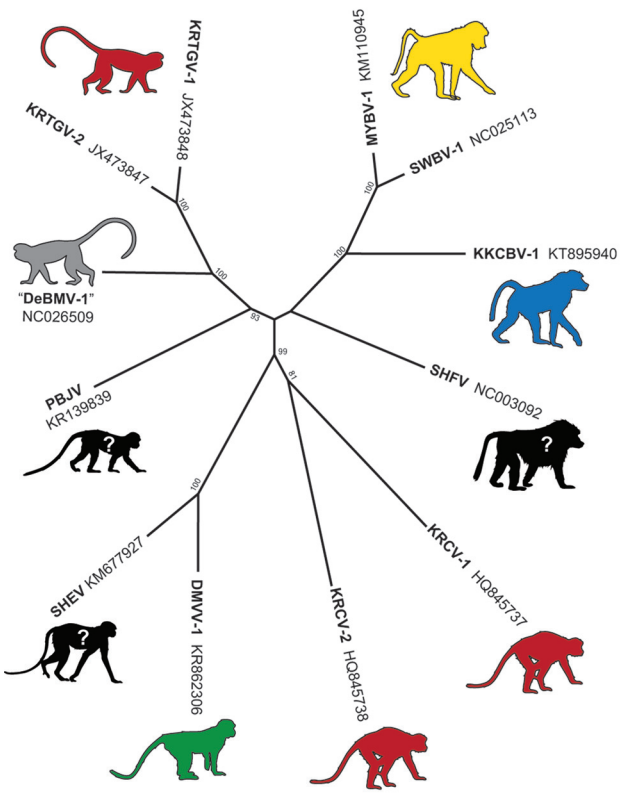 KRTGV-1 JX473848
MYBV-1 KM110945
KRTGV-2 JX473847
SWBV-1 NC025113
100
100
100
100
KKCBV-1 KT895940
"DeBMV-1"
NC026509
93
99
81
SHFV NC003092
PBJV
KR139839
?
?
100
KRCV-1 HQ845737
SHEV KM677927
DMVV-1 KR862306
KRCV-2 HQ845738
?